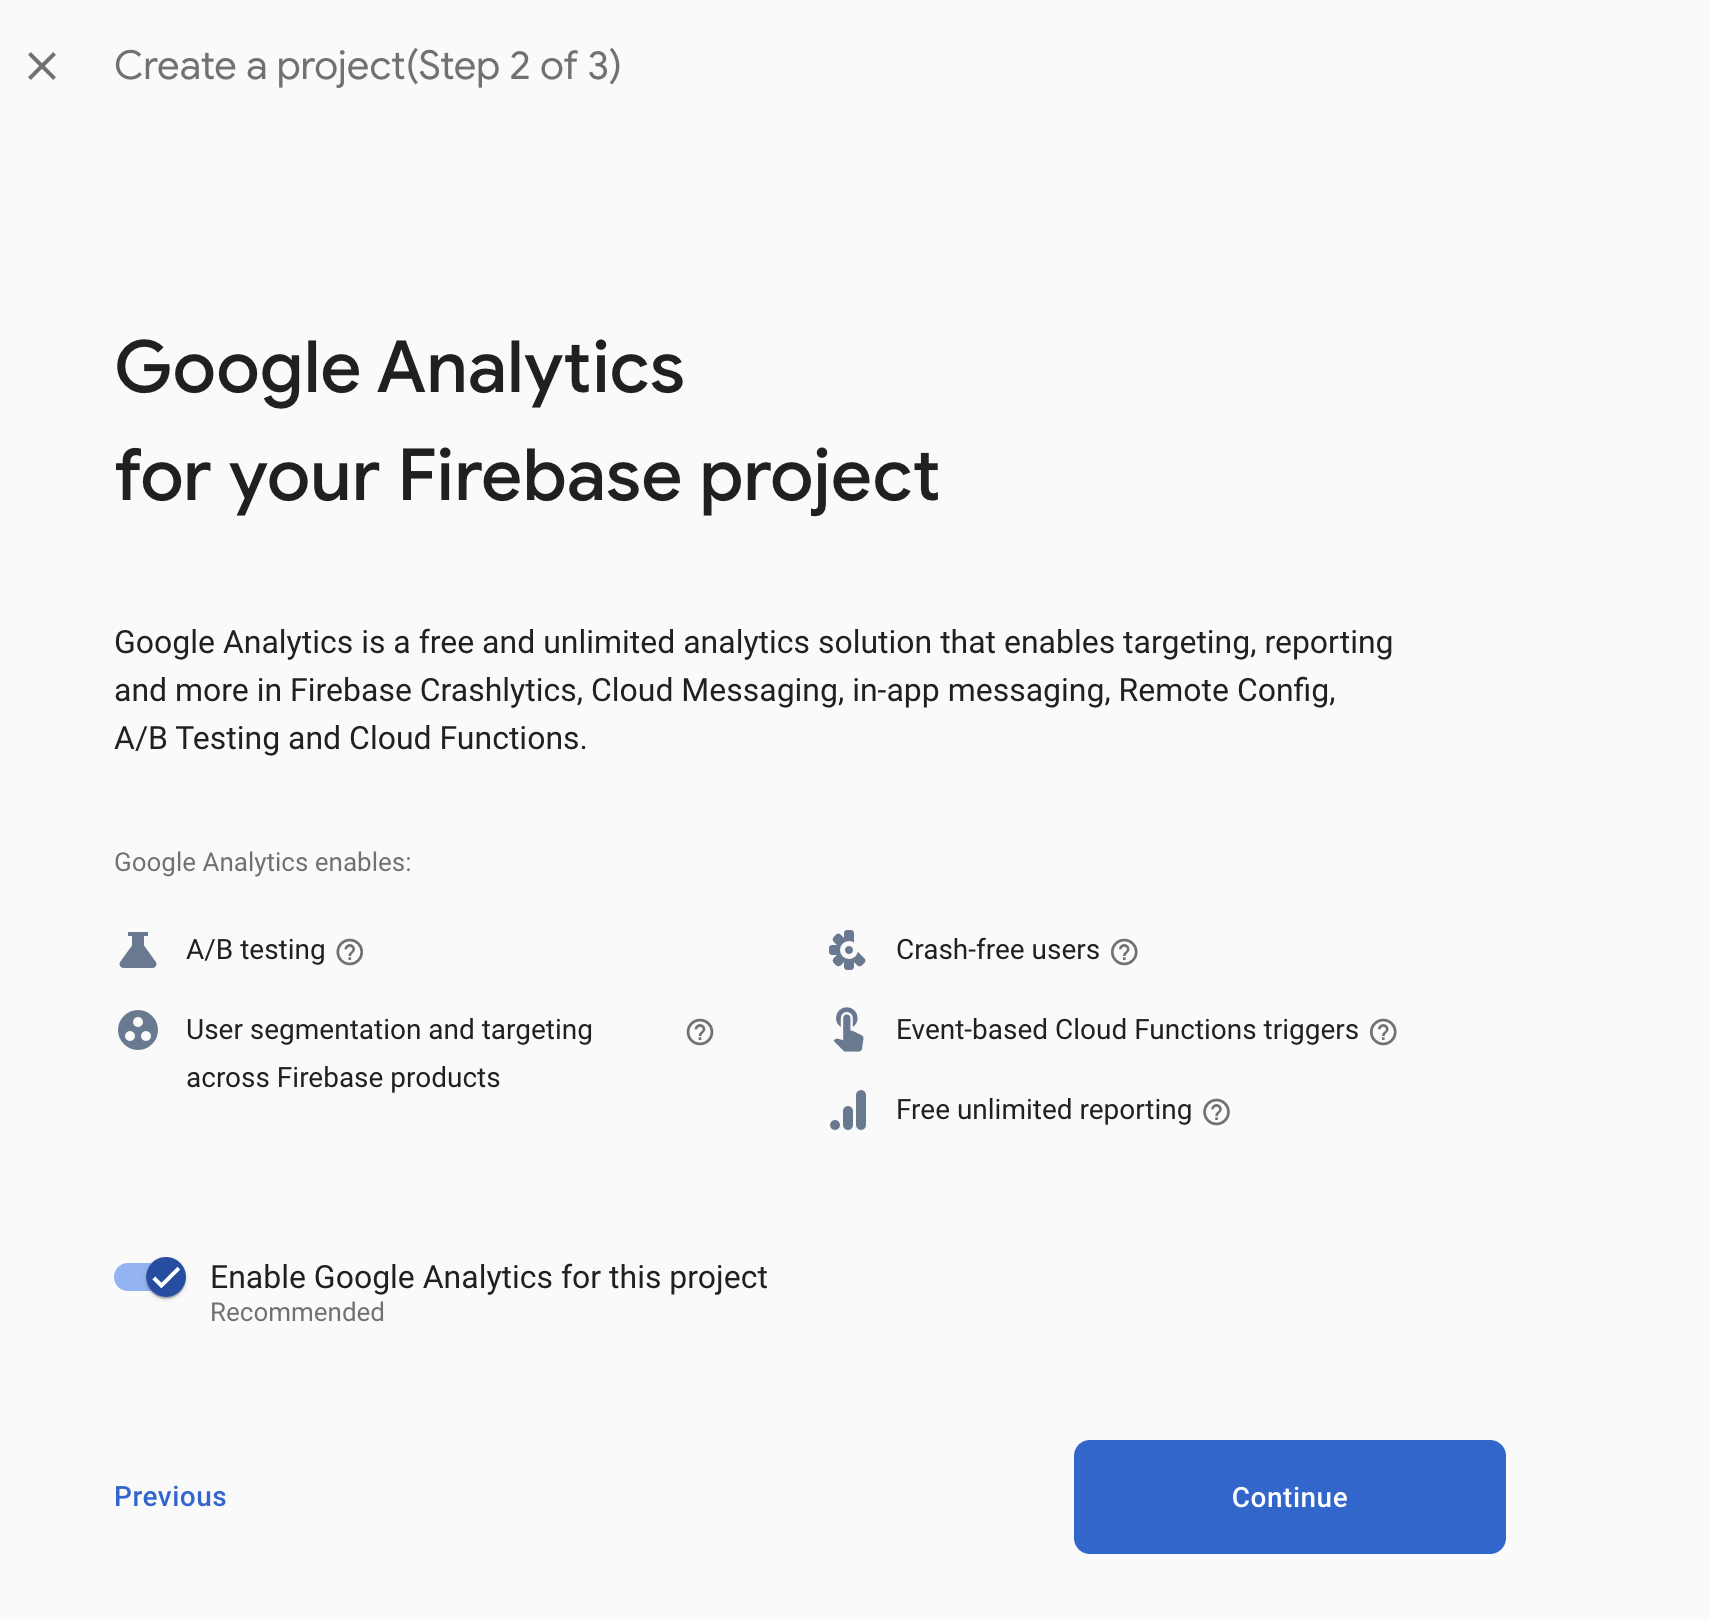 Create a project(Step 2 of 3)
Google Analytics
for your Firebase project
Google Analytics is a free and unlimited analytics solution that enables targeting, reporting
and more in Firebase Crashlytics, Cloud Messaging, in-app messaging, Remote Config,
A/B Testing and Cloud Functions.
Google Analytics enables:
A/B testing
User segmentation and targeting
across Firebase products
Crash-free users
Event-based Cloud Functions triggers
Free unlimited reporting
Enable Google Analytics for this project
Recommended
Previous
Continue